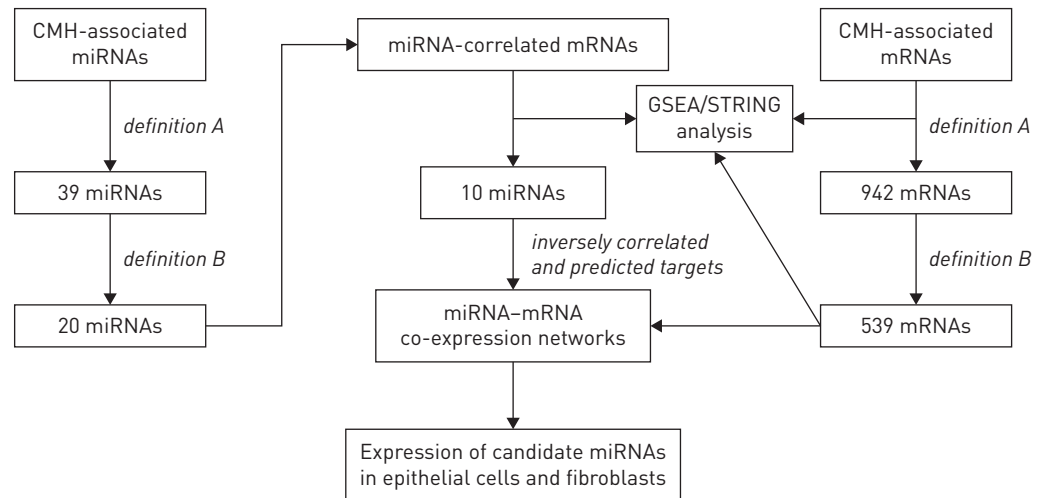 CMH-associated
miRNAs
definition A
39 miRNAs
definition B
20 miRNAs
miRNA-correlated mRNAs
GSEA/STRING
analysis
10 miRNAs
inversely correlated
and predicted targets
miRNA–mRNA
co-expression networks
Expression of candidate miRNAs
in epithelial cells and fibroblasts
CMH-associated
mRNAs
definition A
942 mRNAs
definition B
539 mRNAs